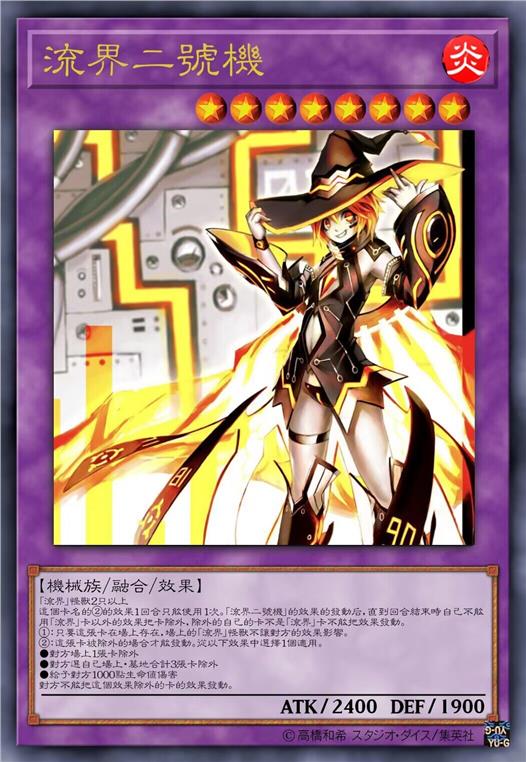 流界二號機
炎
【機械族/融合/效果】
「流界」怪獸2只以上
這個卡名的②的效果1回合只能使用1次。「流界二號機」的效果的發動后，直到回合結束時自己不能
用「流界」卡以外的效果把卡除外，除外的自己的卡不是「流界」卡不能把效果發動。
①：只要這張卡在場上存在，場上的「流界」怪獸不讓對方的效果影響。
②：這張卡被除外的場合才能發動。從以下效果中選擇1個適用。
●對方場上1張卡除外
●對方選自己場上·墓地合計3張卡除外
●給予對方1000點生命值傷害
對方不能把這個效果除外的卡的效果發動。
ATK/2400 DEF/1900
©高橋和希 スタジオ·ダイス/集英社
YU-G
YU-G
90